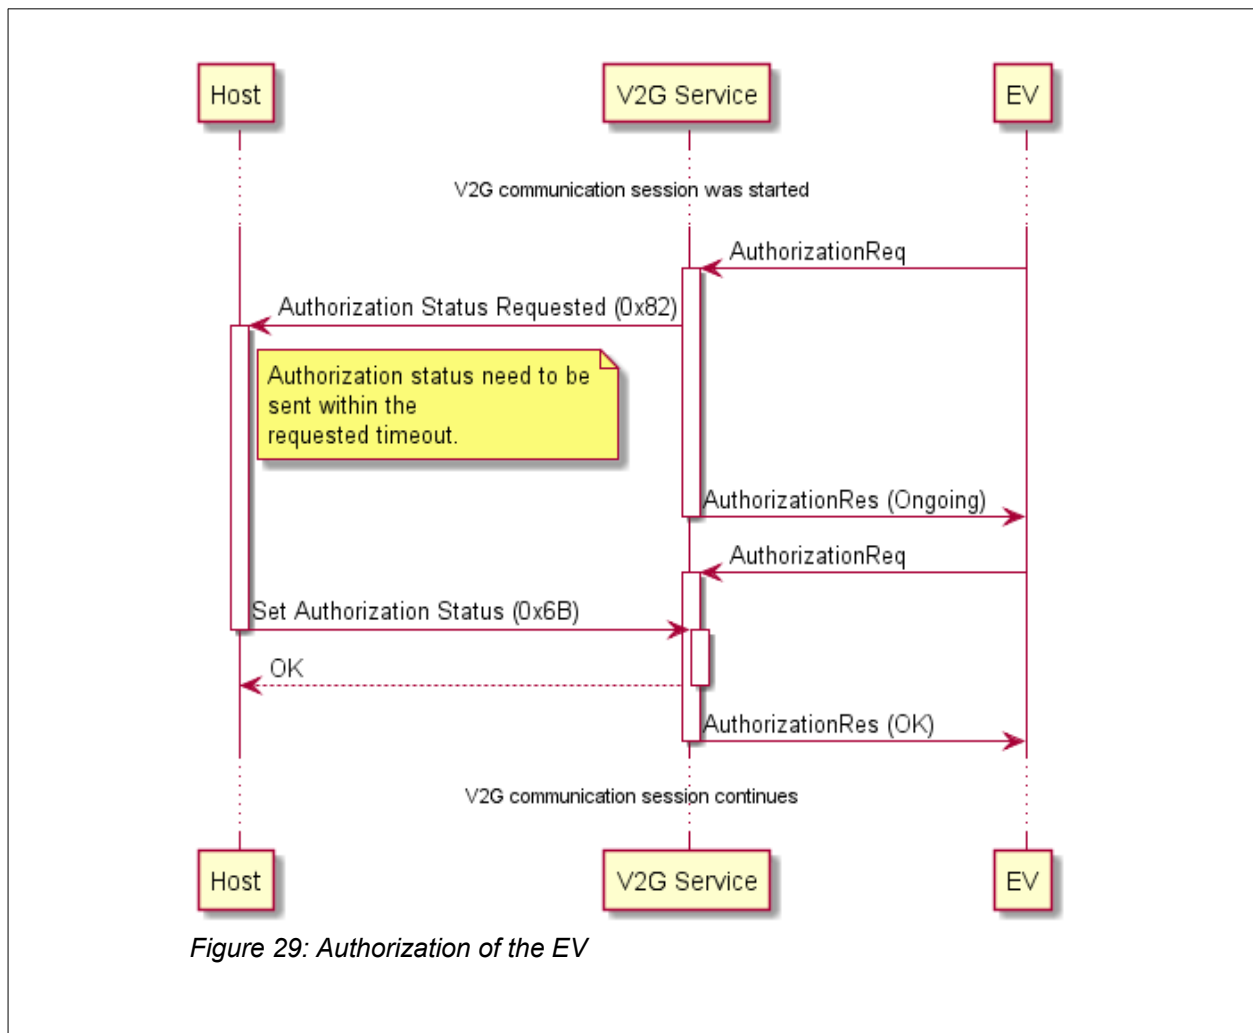 Host
V2G Service
EV
V2G communication session was started
AuthorizationReq
Authorization Status Requested (0x82)
Authorization status need to be
sent within the
requested timeout.
AuthorizationRes (Ongoing)
AuthorizationReq
Set Authorization Status (0x6B)
OK
AuthorizationRes (OK)
V2G communication session continues
Host
V2G Service
EV
Figure 29: Authorization of the EV